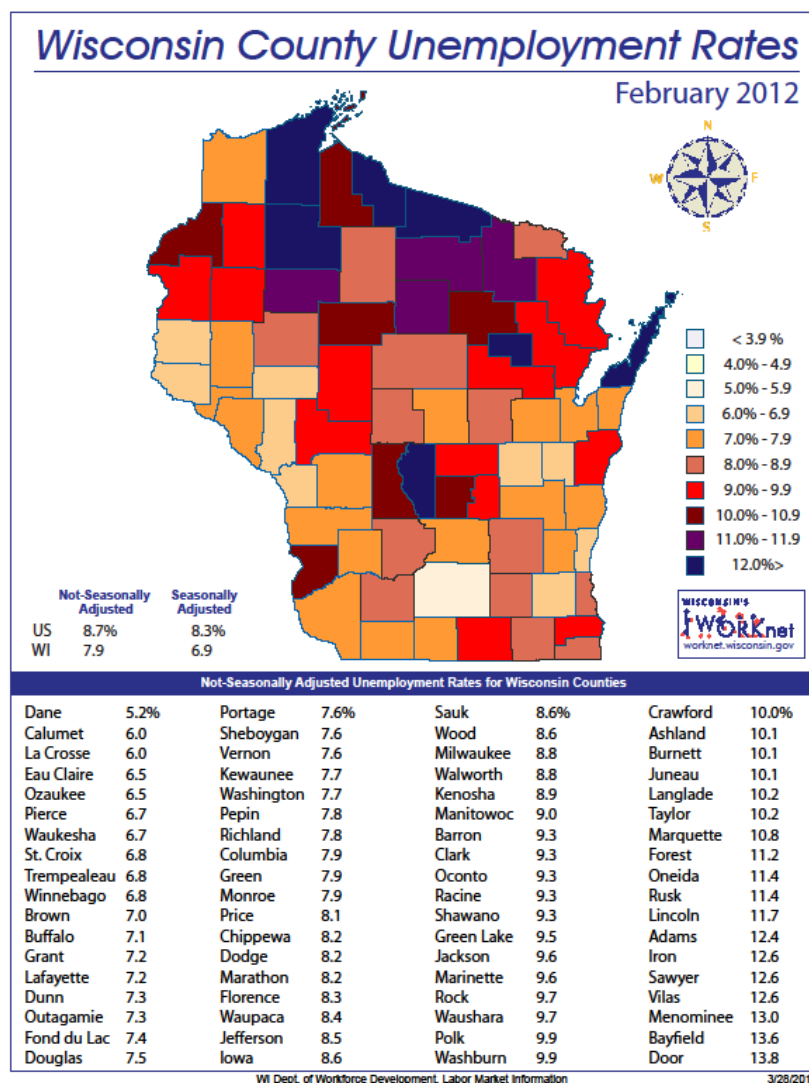 Wisconsin County Unemployment Rates
February 2012
N
W
E
S
< 3.9 %
4.0% - 4.9
5.0% - 5.9
6.0% - 6.9
7.0% - 7.9
8.0% - 8.9
9.0% - 9.9
10.0% - 10.9
11.0% - 11.9
12.0%>
Not-Seasonally Adjusted Seasonally Adjusted
US 8.7% 8.3%
WI 7.9 6.9
WISCONSIN'S
WORKnet
worknet.wisconsin.gov
Not-Seasonally Adjusted Unemployment Rates for Wisconsin Counties
Dane 5.2% Portage 7.6% Sauk 8.6% Crawford 10.0%
Calumet 6.0 Sheboygan 7.6 Wood 8.6 Ashland 10.1
La Crosse 6.0 Vernon 7.6 Milwaukee 8.8 Burnett 10.1
Eau Claire 6.5 Kewaunee 7.7 Walworth 8.8 Juneau 10.1
Ozaukee 6.5 Washington 7.7 Kenosha 8.9 Langlade 10.2
Pierce 6.7 Pepin 7.8 Manitowoc 9.0 Taylor 10.2
Waukesha 6.7 Richland 7.8 Barron 9.3 Marquette 10.8
St. Croix 6.8 Columbia 7.9 Clark 9.3 Forest 11.2
Trempealeau 6.8 Green 7.9 Oconto 9.3 Oneida 11.4
Winnebago 6.8 Monroe 7.9 Racine 9.3 Rusk 11.4
Brown 7.0 Price 8.1 Shawano 9.3 Lincoln 11.7
Buffalo 7.1 Chippewa 8.2 Green Lake 9.5 Adams 12.4
Grant 7.2 Dodge 8.2 Jackson 9.6 Iron 12.6
Lafayette 7.2 Marathon 8.2 Marinette 9.6 Sawyer 12.6
Dunn 7.3 Florence 8.3 Rock 9.7 Vilas 12.6
Outagamie 7.3 Waupaca 8.4 Waushara 9.7 Menominee 13.0
Fond du Lac 7.4 Jefferson 8.5 Polk 9.9 Bayfield 13.6
Douglas 7.5 Iowa 8.6 Washburn 9.9 Door 13.8
WI Dept. of Workforce Development, Labor Market Information 3/28/201